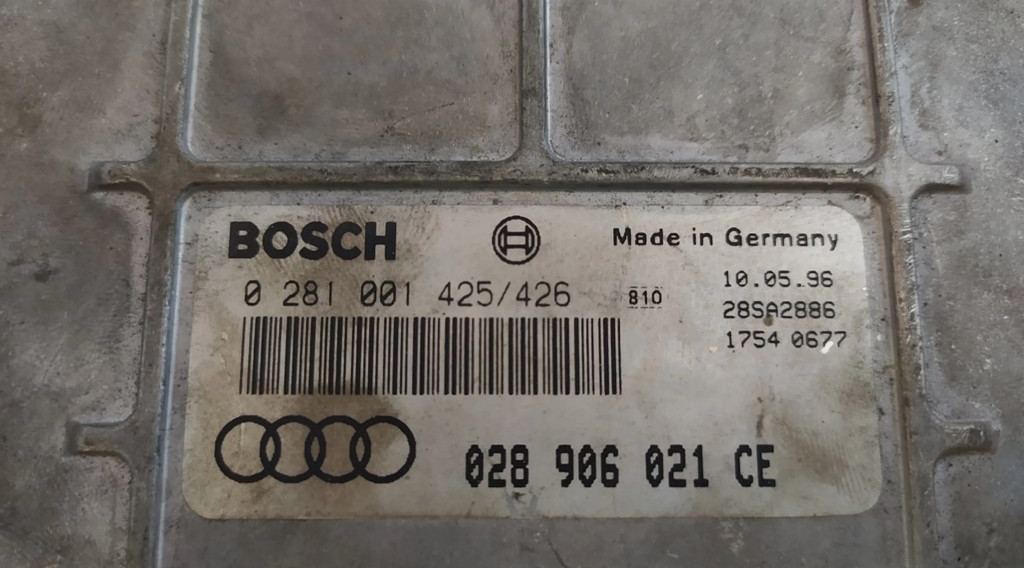 BOSCH
Made in Germany
0 281 001 425/426
810
10.05.96
28SA2886
1754 0677
028 906 021 CE